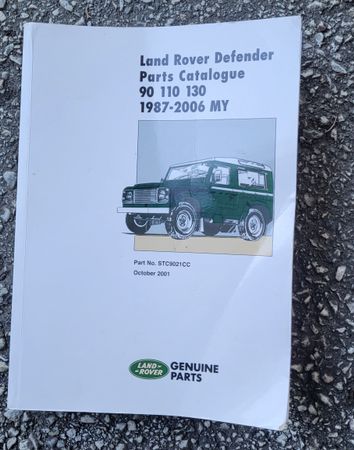 Land Rover Defender
Parts Catalogue
90 110 130
1987-2006 MY
Part No. STC9021CC
October 2001
LAND-
ROVER
GENUINE
PARTS